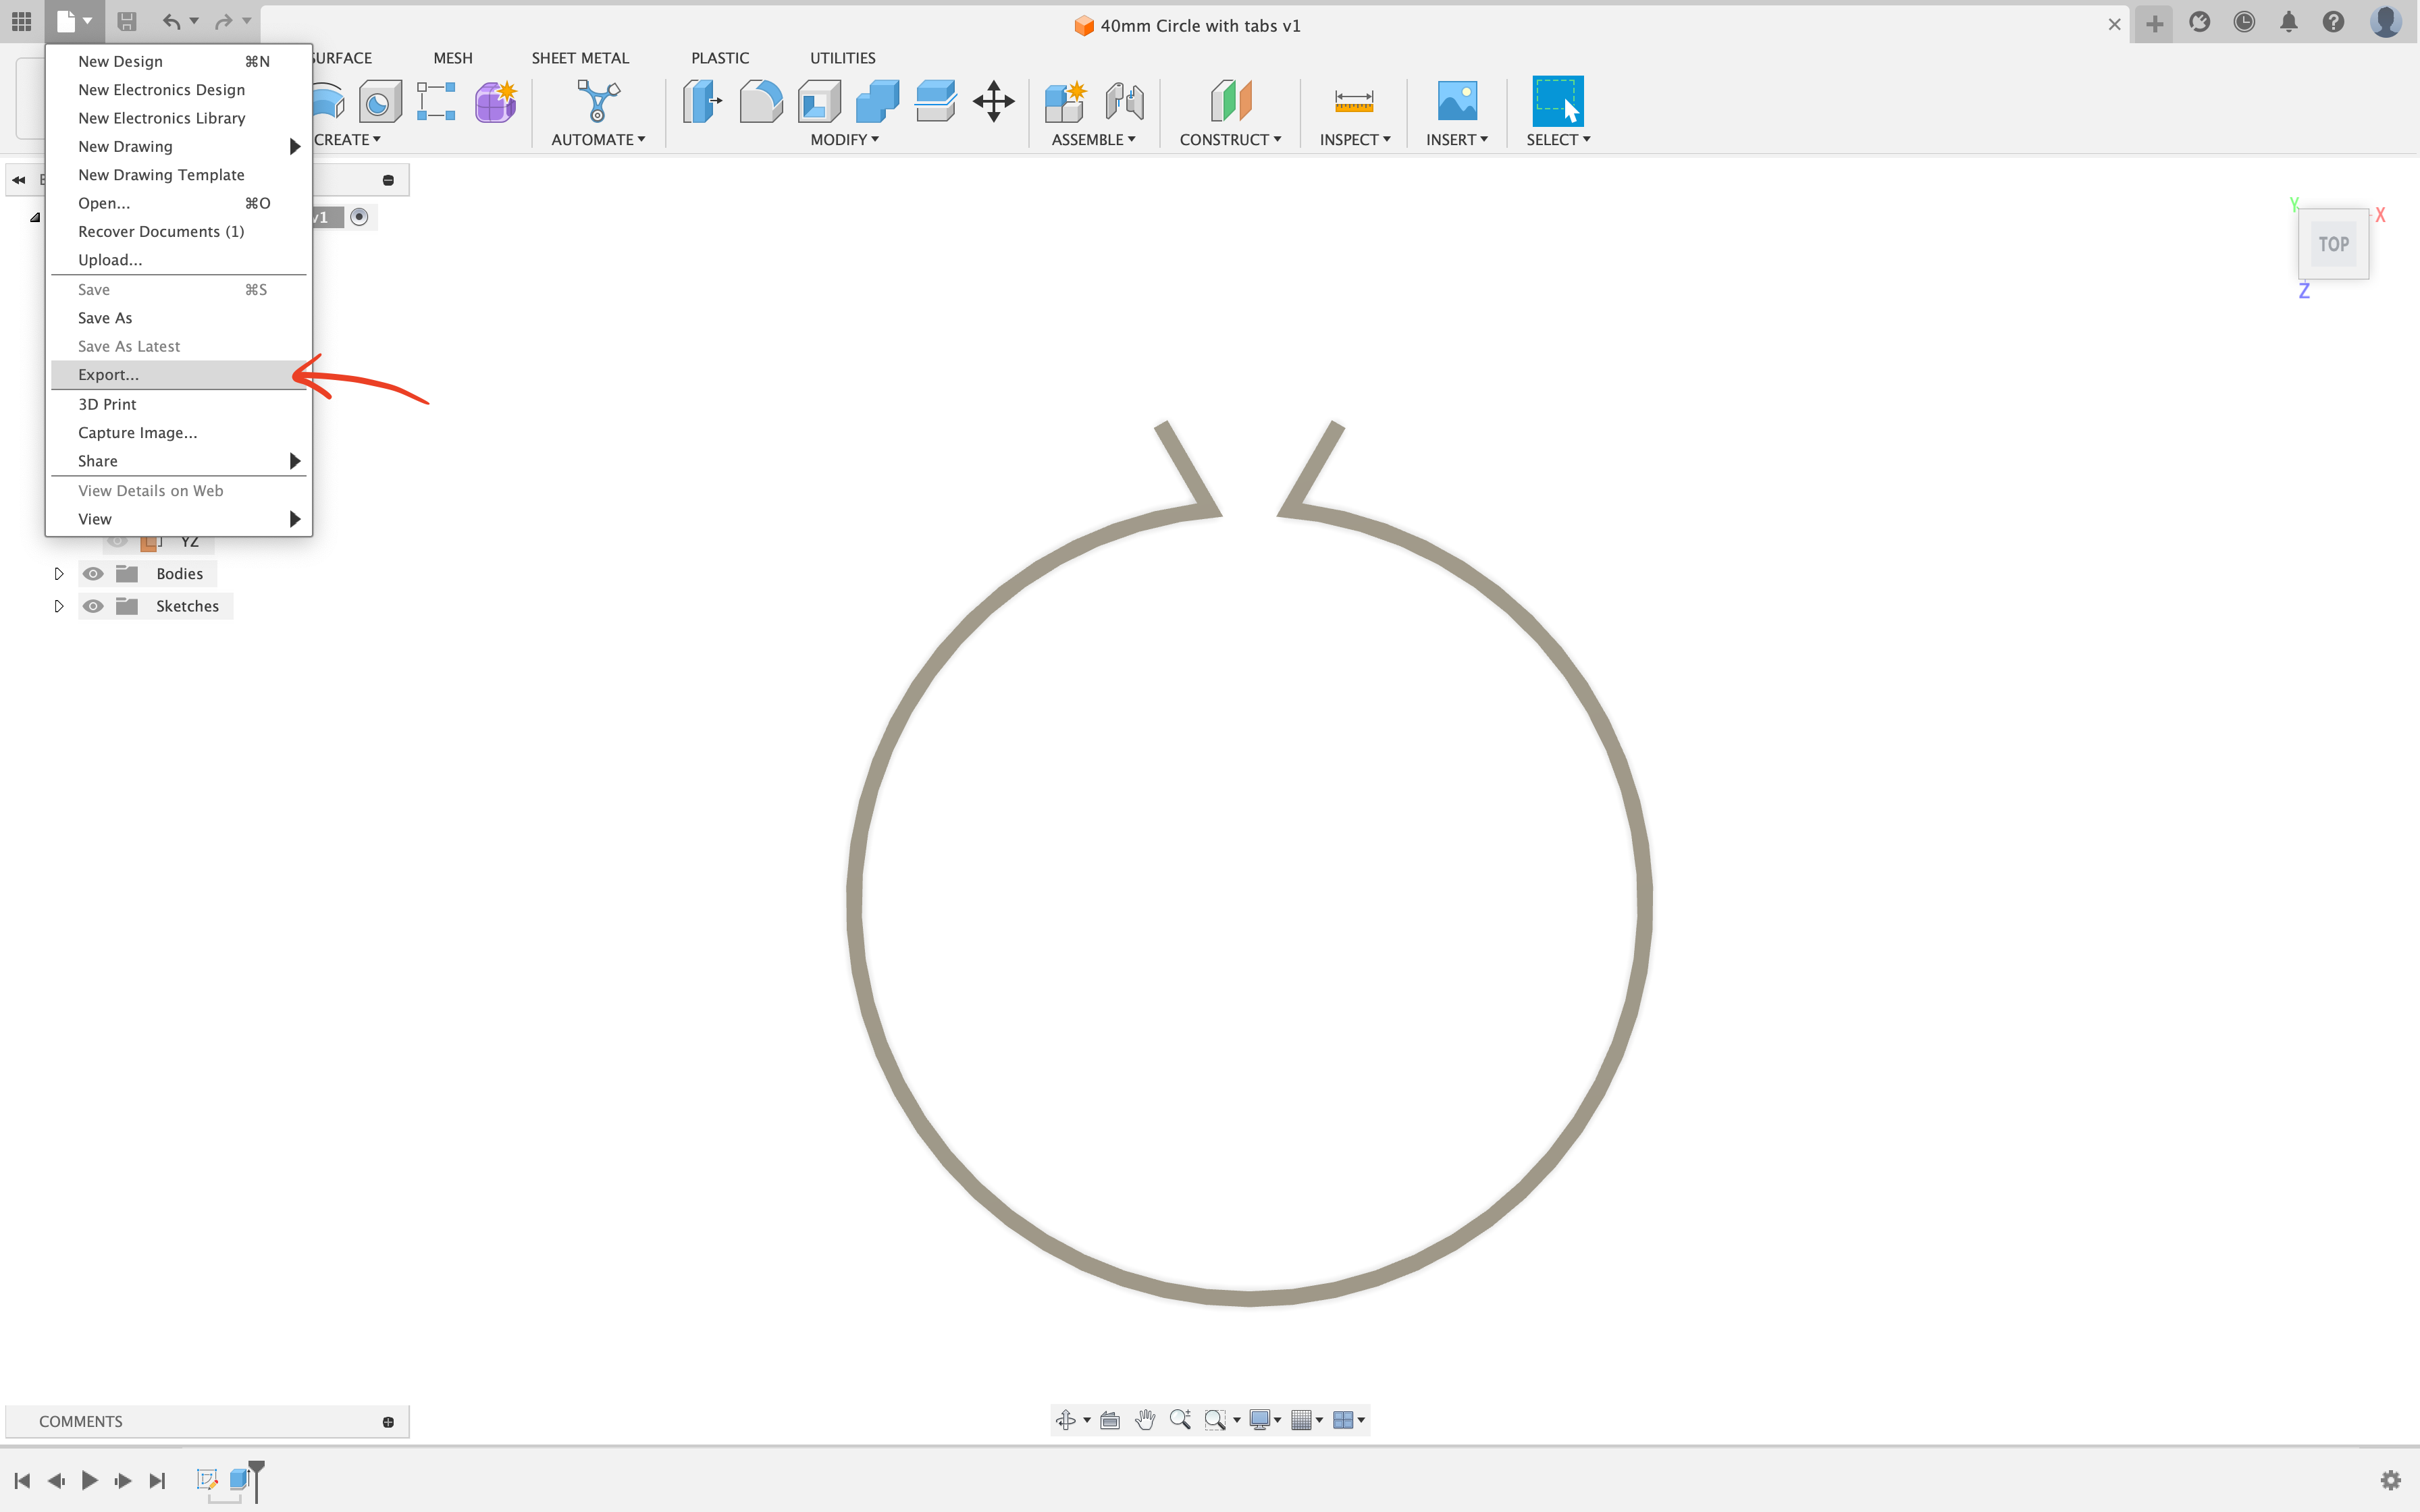 40mm Circle with tabs v1
SURFACE
MESH
SHEET METAL
PLASTIC
UTILITIES
CREATE
AUTOMATE
MODIFY
ASSEMBLE
CONSTRUCT
INSPECT
INSERT
SELECT
New Design ⌘N
New Electronics Design
New Electronics Library
New Drawing
New Drawing Template
Open... ⌘O
Recover Documents (1)
Upload...
Save ⌘S
Save As
Save As Latest
Export...
3D Print
Capture Image...
Share
View Details on Web
View
v1
YZ
Bodies
Sketches
Y
X
TOP
Z
COMMENTS